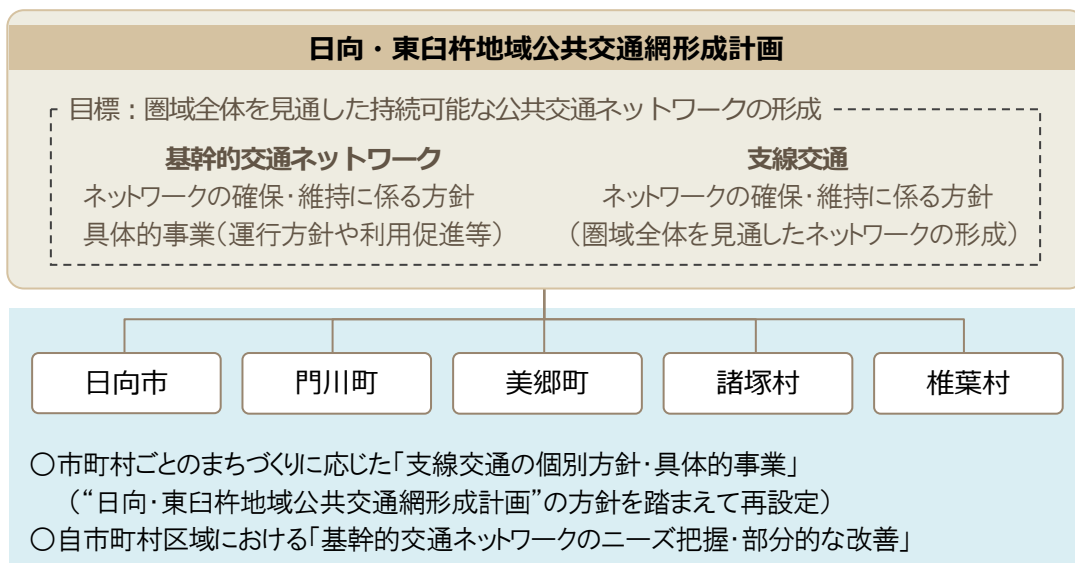 日向・東臼杵地域公共交通網形成計画
目標：圏域全体を見通した持続可能な公共交通ネットワークの形成
基幹的交通ネットワーク
ネットワークの確保・維持に係る方針
具体的事業（運行方針や利用促進等）
支線交通
ネットワークの確保・維持に係る方針
（圏域全体を見通したネットワークの形成）
日向市
門川町
美郷町
諸塚村
椎葉村
○市町村ごとのまちづくりに応じた「支線交通の個別方針・具体的事業」
（“日向・東臼杵地域公共交通網形成計画”の方針を踏まえて再設定）
○自市町村区域における「基幹的交通ネットワークのニーズ把握・部分的な改善」